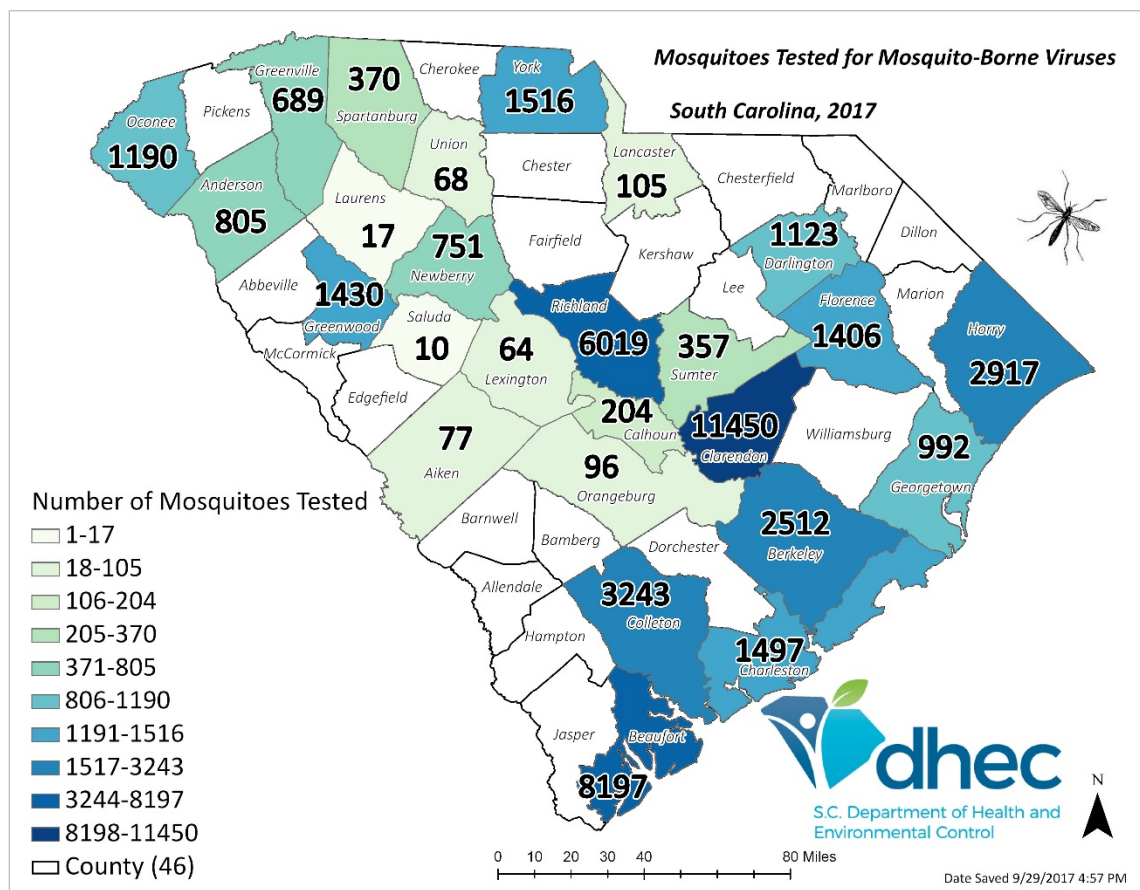 Mosquitoes Tested for Mosquito-Borne Viruses
South Carolina, 2017
Cherokee
York
1516
Greenville
689
370
Spartanburg
Pickens
Oconee
1190
Union
68
Chester
Lancaster
105
Chesterfield
Marlboro
Anderson
805
Laurens
17
751
Newberry
Fairfield
Kershaw
1123
Darlington
Dillon
Abbeville
1430
Greenwood
Saluda
10
Richland
6019
Lee
Florence
1406
Marion
Horry
2917
McCormick
64
Lexington
357
Sumter
Edgefield
204
Calhoun
11450
Clarendon
Williamsburg
992
Georgetown
77
Aiken
96
Orangeburg
Barnwell
Bamberg
Dorchester
2512
Berkeley
Allendale
3243
Colleton
Hampton
1497
Charleston
Jasper
Beaufort
8197
Number of Mosquitoes Tested
1-17
18-105
106-204
205-370
371-805
806-1190
1191-1516
1517-3243
3244-8197
8198-11450
County (46)
dhec
S.C. Department of Health and
Environmental Control
N
0 10 20 40 80 Miles
Date Saved 9/29/2017 4:57 PM